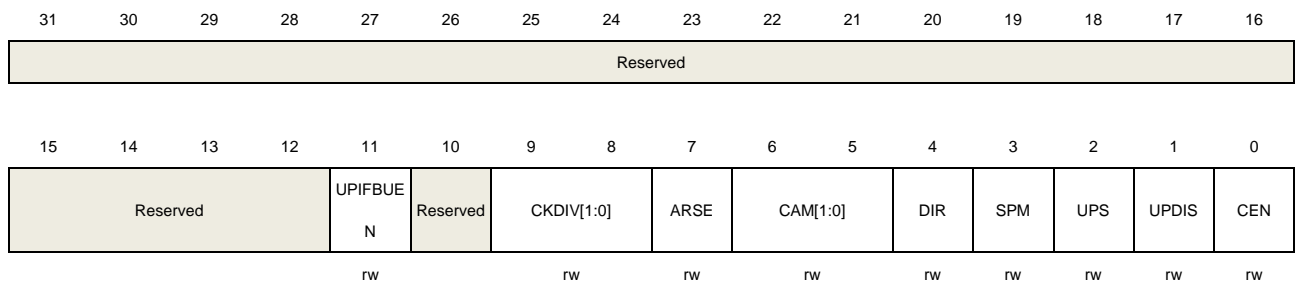 31 30 29 28 27 26 25 24 23 22 21 20 19 18 17 16
Reserved
15 14 13 12 11 10 9 8 7 6 5 4 3 2 1 0
Reserved UPIFBUE
N Reserved CKDIV[1:0] ARSE CAM[1:0] DIR SPM UPS UPDIS CEN
rw rw rw rw rw rw rw rw rw